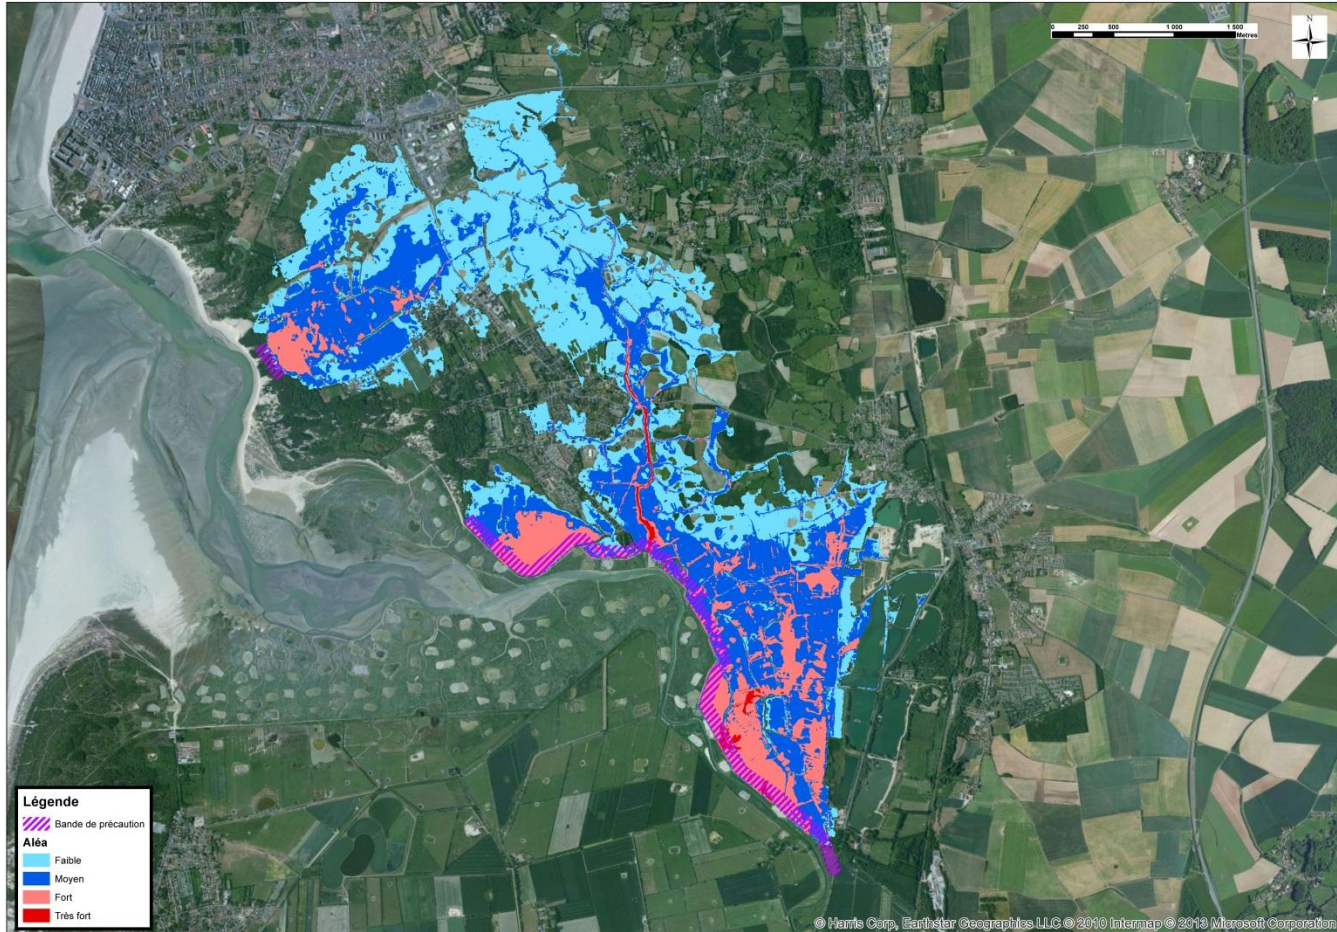 N
0 250 500 1 000 1 500
Metres
Légende
Bande de précaution
Aléa
Faible
Moyen
Fort
Très fort
© Harris Corp, Earthstar Geographics LLC © 2010 Intermap © 2013 Microsoft Corporation